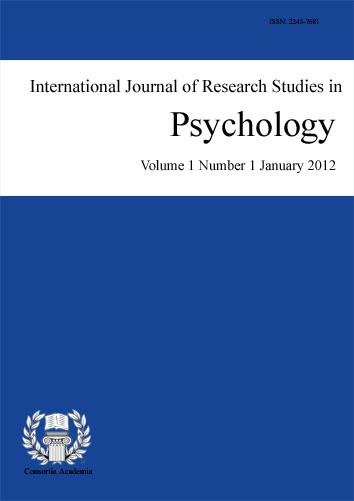 ISSN: 2243-7681
International Journal of Research Studies in
Psychology
Volume 1 Number 1 January 2012
Consortia Academia